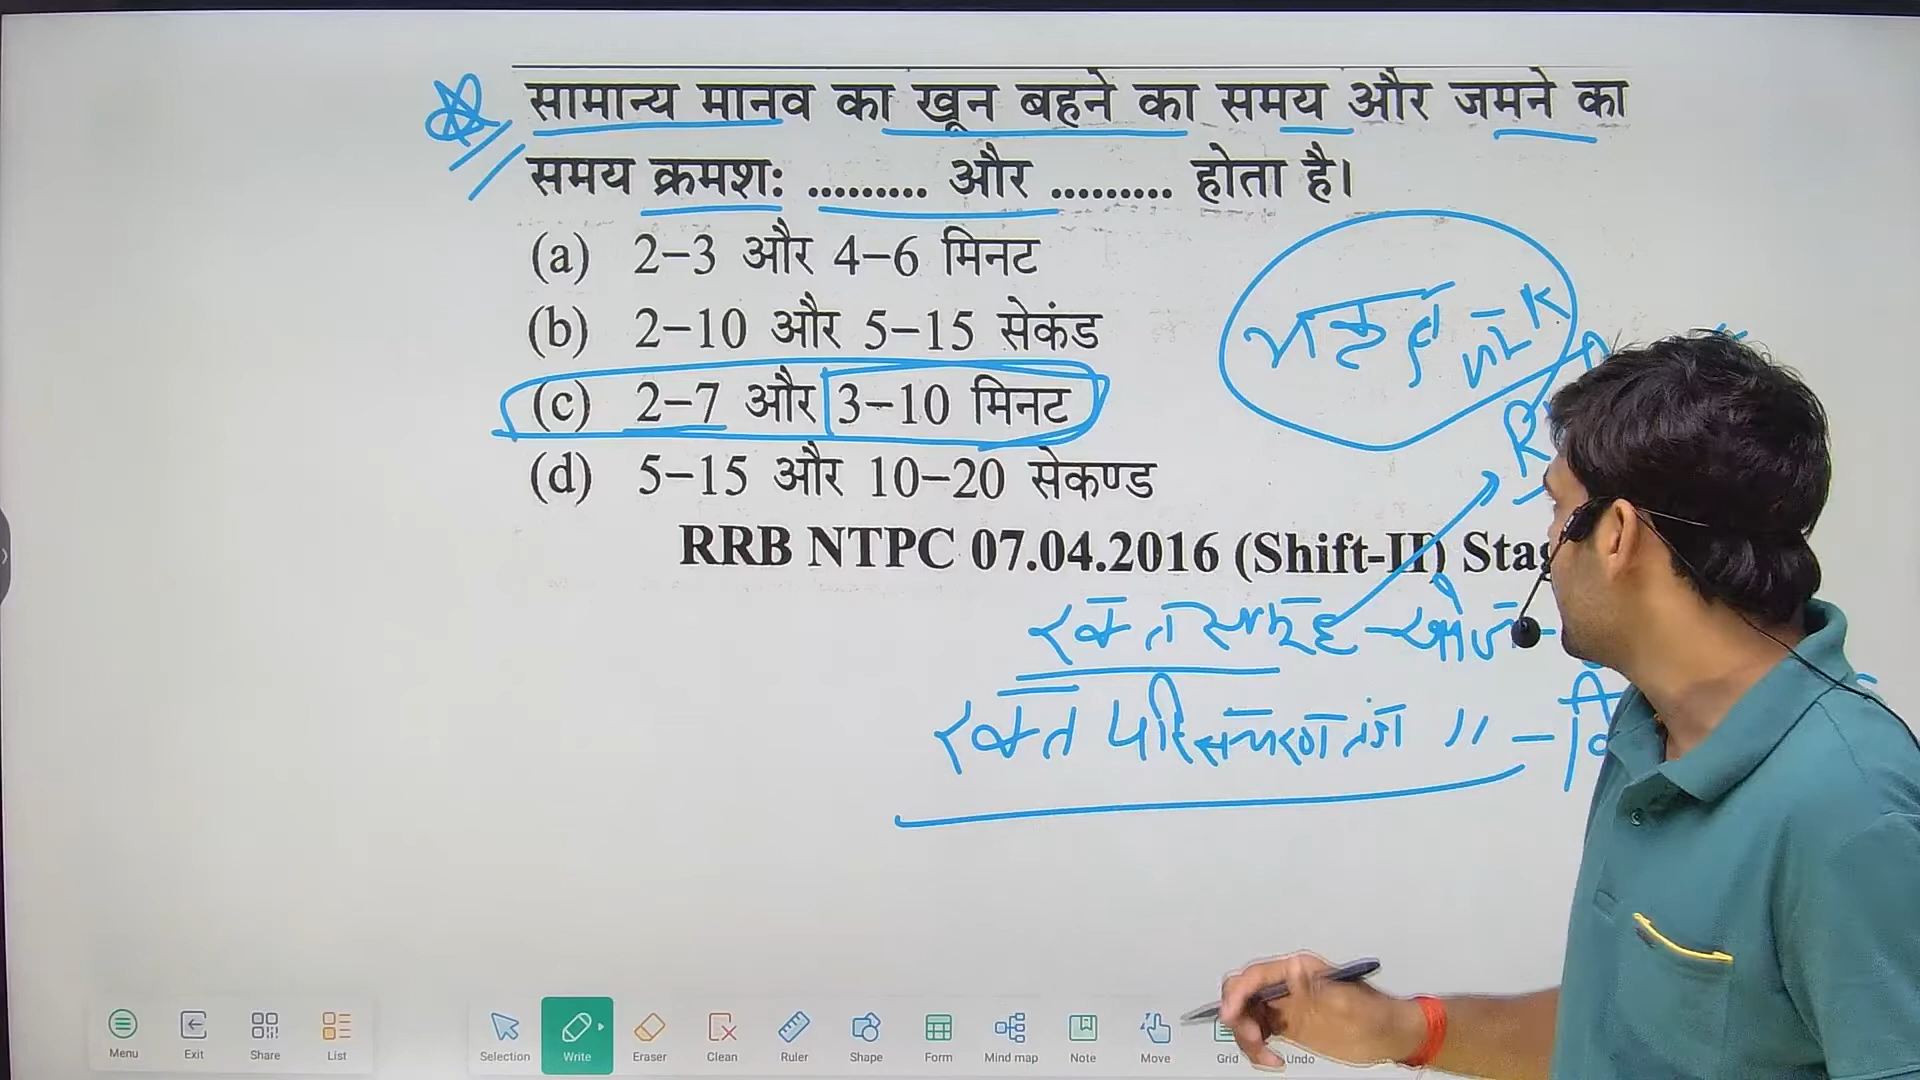 सामान्य मानव का खून बहने का समय और जमने का
समय क्रमश: ......... और ......... होता है।
(a) 2–3 और 4–6 मिनट
(b) 2–10 और 5–15 सेकंड
(c) 2–7 और 3–10 मिनट
(d) 5–15 और 10–20 सेकण्ड
RRB NTPC 07.04.2016 (Shift-II)
रक्त समूह
रक्त परिसंचरण तंत्र "
Menu Exit Share List Selection Write Eraser Clean Ruler Shape Form Mind map Note Move Grid Undo